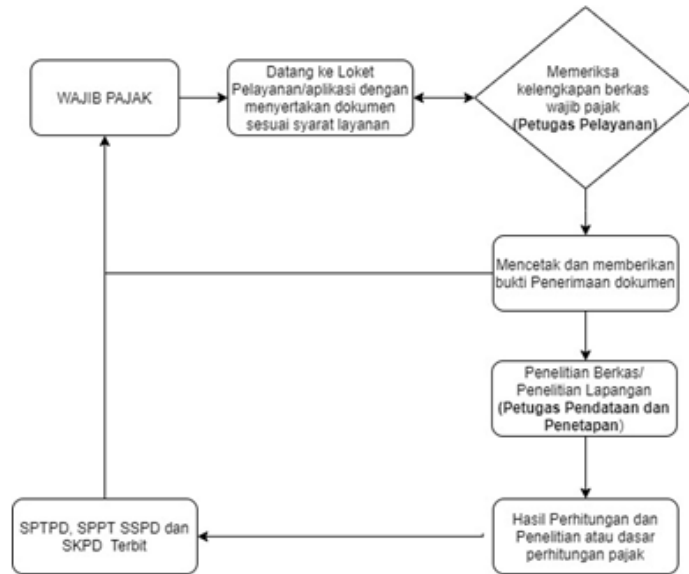 WAJIB PAJAK
Datang ke Loket
Pelayanan/aplikasi dengan
menyertakan dokumen
sesuai syarat layanan
Memeriksa
kelengkapan berkas
wajib pajak
(Petugas Pelayanan)
Mencetak dan memberikan
bukti Penerimaan dokumen
Penelitian Berkas/
Penelitian Lapangan
(Petugas Pendataan dan
Penetapan)
Hasil Perhitungan dan
Penelitian atau dasar
perhitungan pajak
SPTPD, SPPT SSPD dan
SKPD Terbit